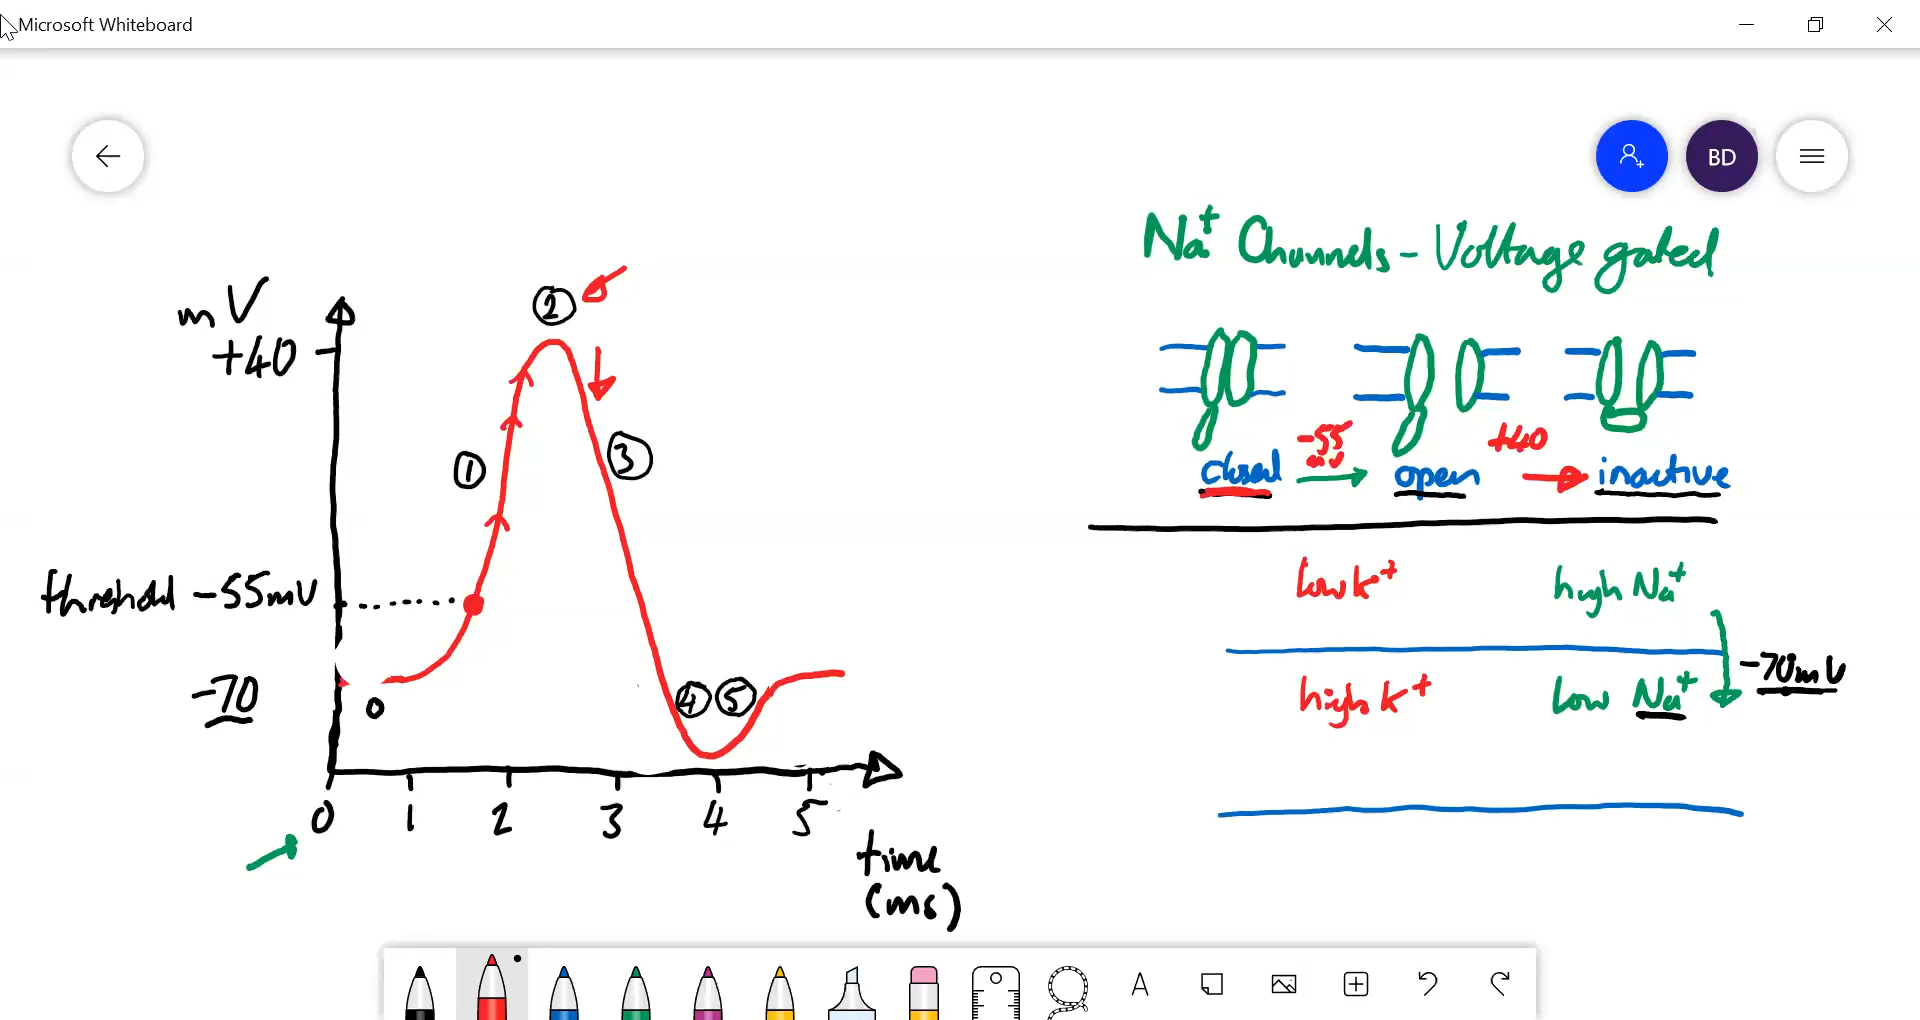 Microsoft Whiteboard
BD
Na+ Channels - Voltage gated
mV
+40
2
1
3
threshold -55mV
-70
0
4 5
0 1 2 3 4 5
time
(ms)
-55
mV
+40
closed open inactive
low K+ high Na+
-70mV
high K+ low Na+
A